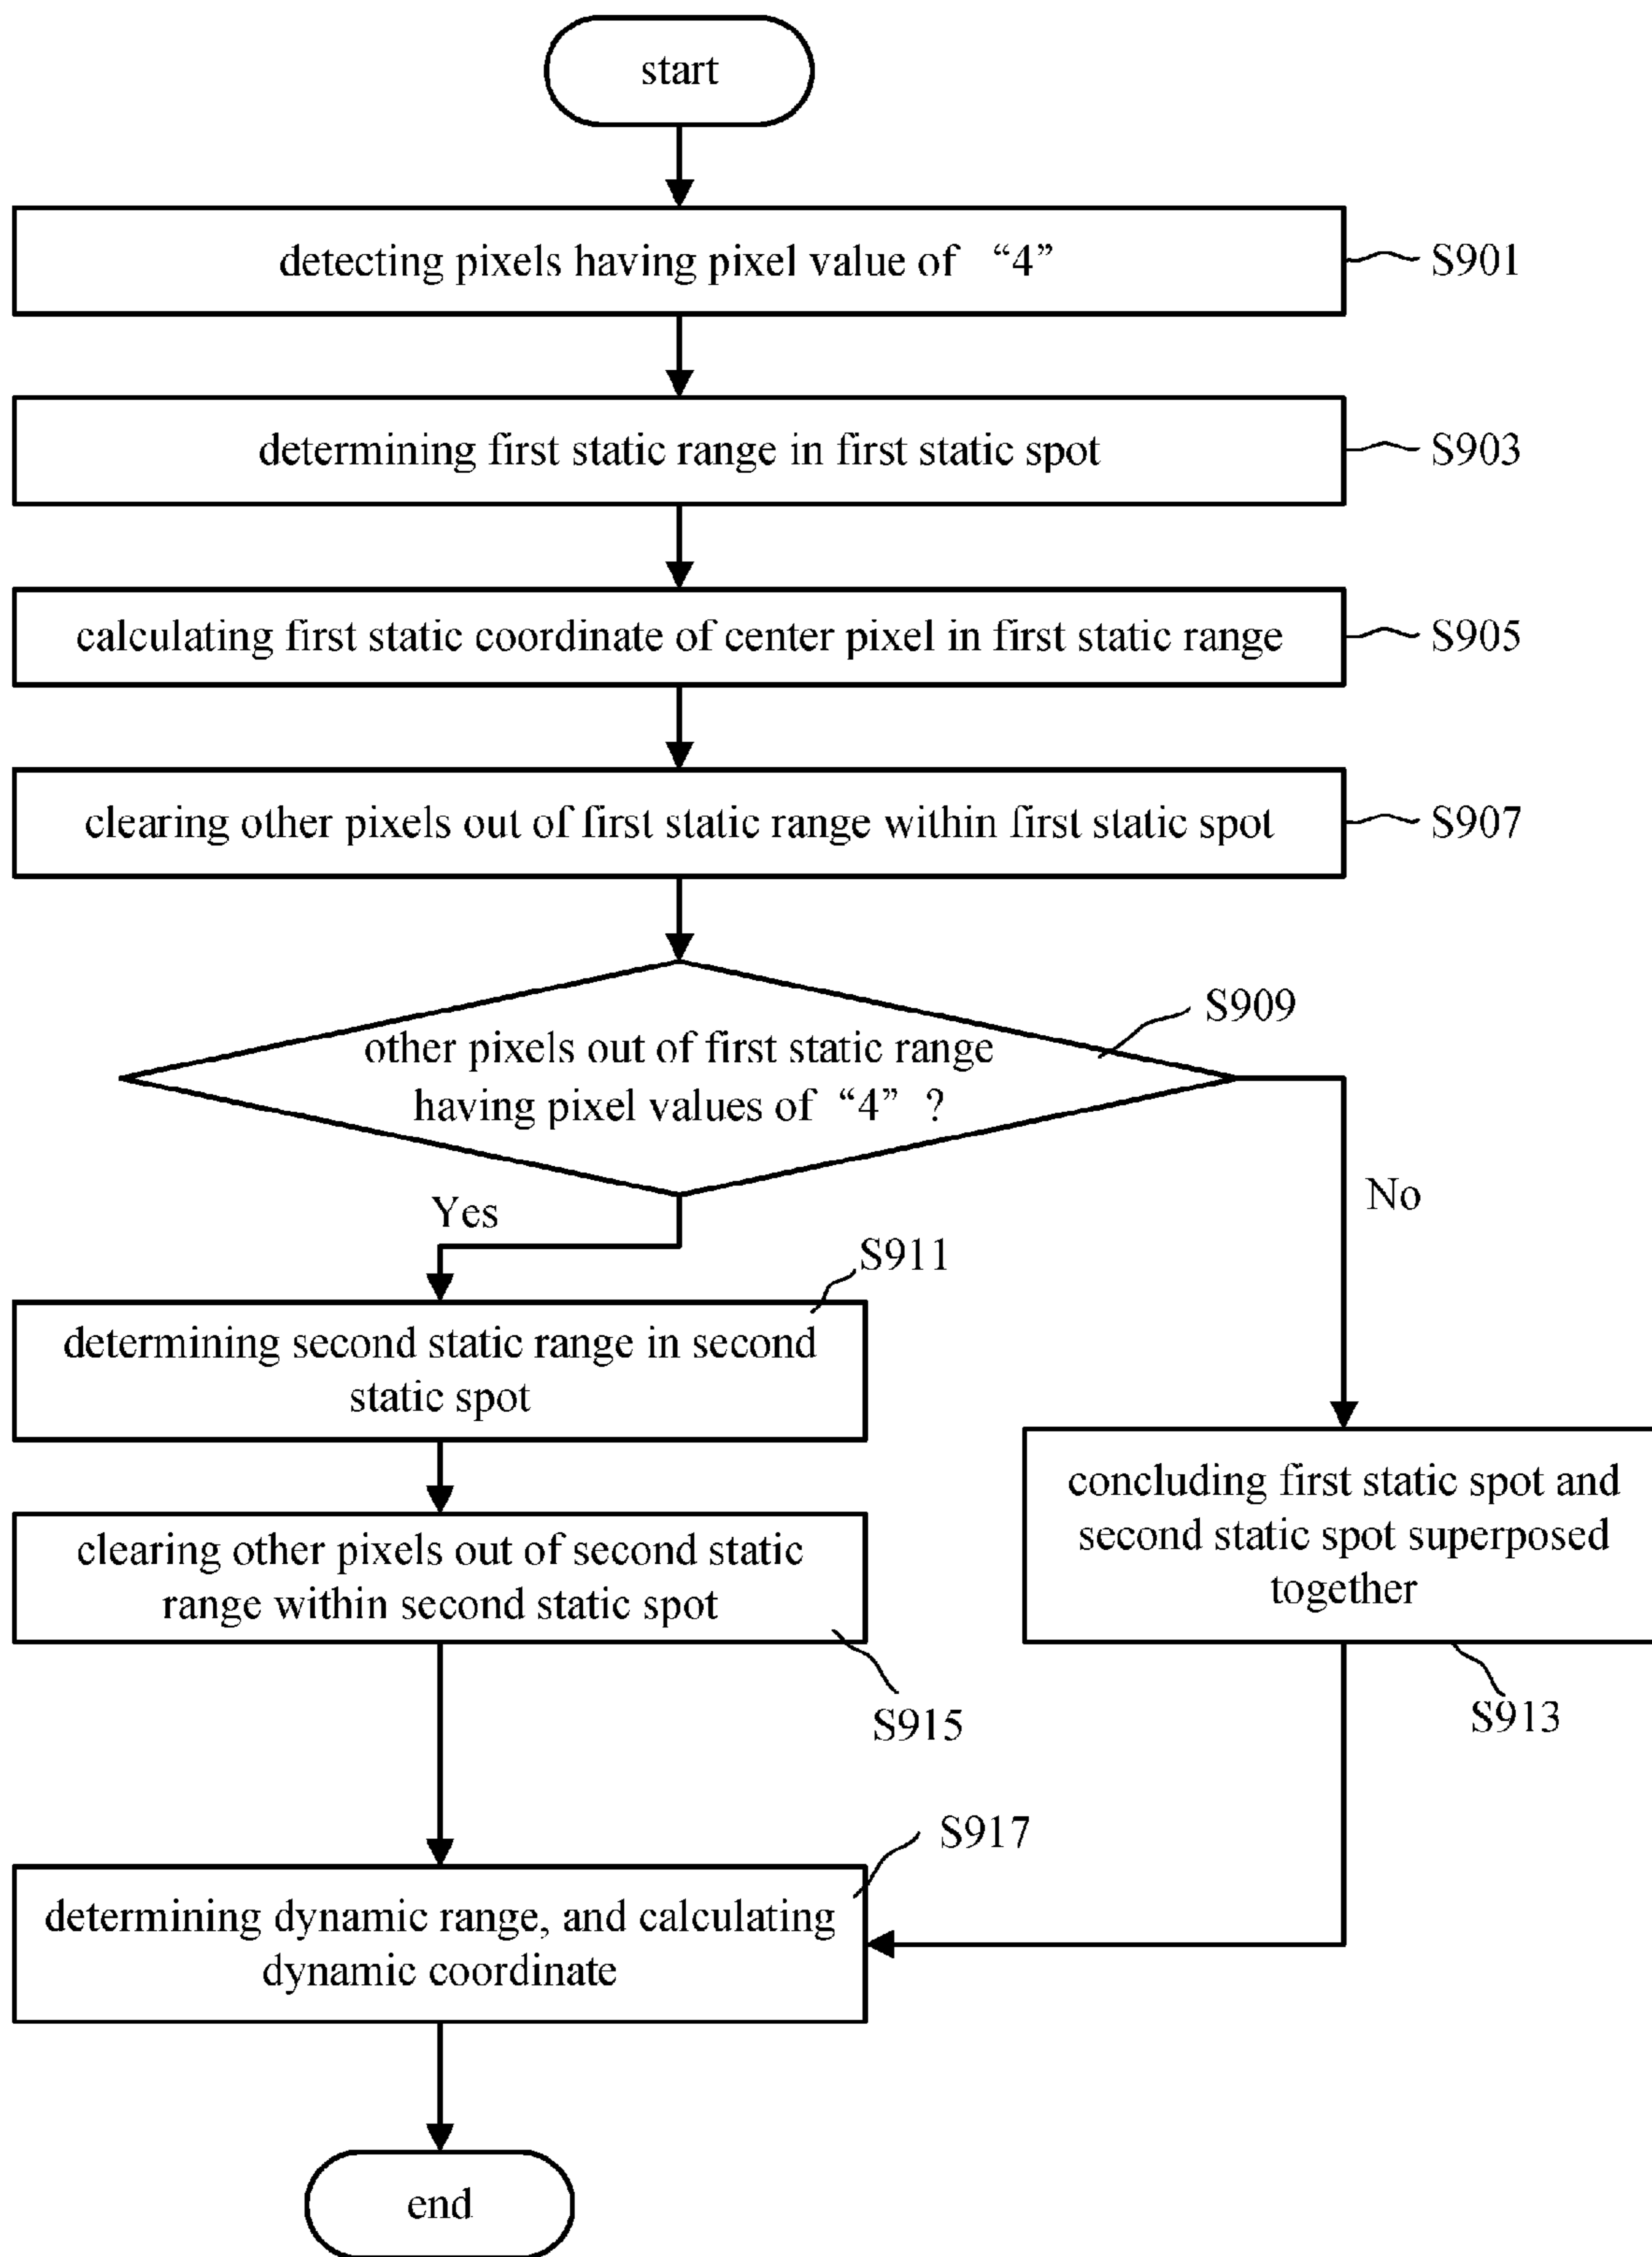 start
detecting pixels having pixel value of “4”
S901
determining first static range in first static spot
S903
calculating first static coordinate of center pixel in first static range
S905
clearing other pixels out of first static range within first static spot
S907
S909
other pixels out of first static range
having pixel values of “4” ?
Yes
No
S911
determining second static range in second
static spot
concluding first static spot and
second static spot superposed
together
clearing other pixels out of second static
range within second static spot
S913
S915
S917
determining dynamic range, and calculating
dynamic coordinate
end